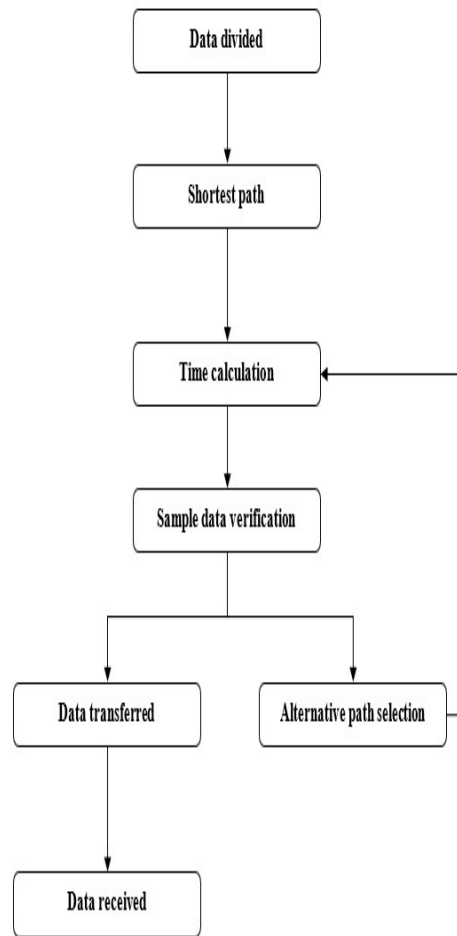 Data divided
Shortest path
Time calculation
Sample data verification
Data transferred
Alternative path selection
Data received